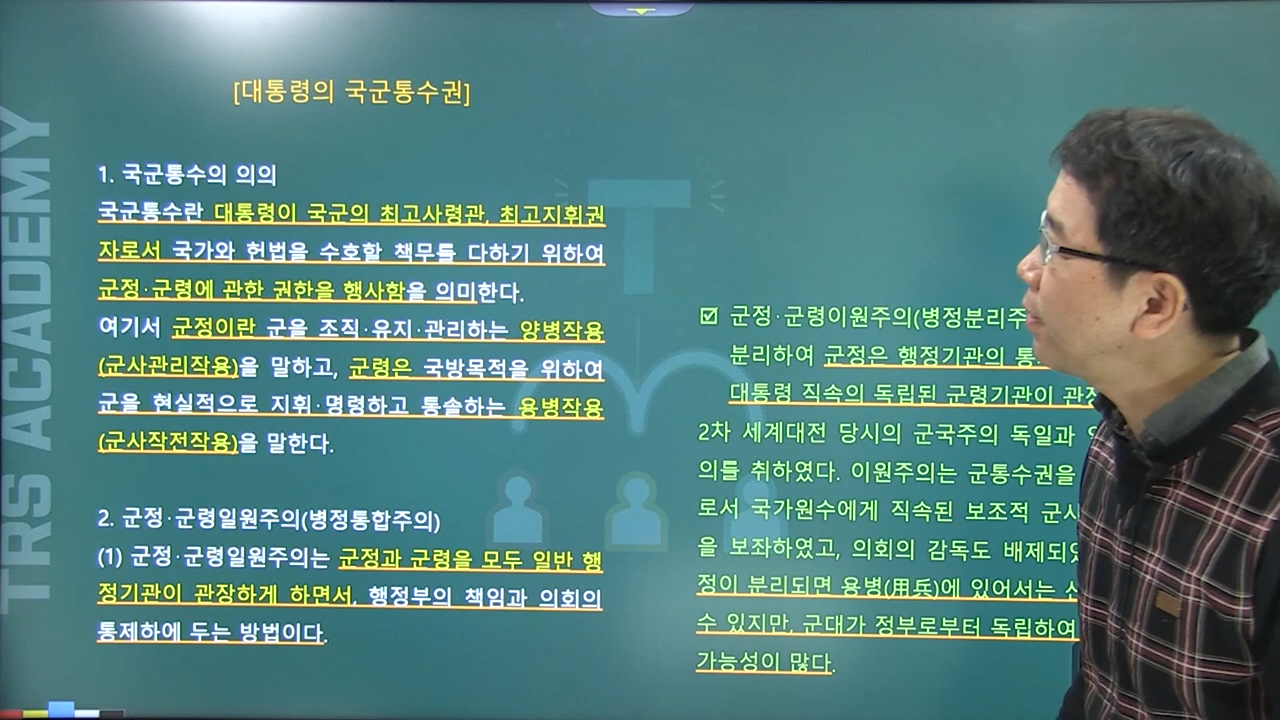 TRS ACADEMY
[대통령의 국군통수권]
1. 국군통수의 의의
국군통수란 대통령이 국군의 최고사령관, 최고지휘권
자로서 국가와 헌법을 수호할 책무를 다하기 위하여
군정·군령에 관한 권한을 행사함을 의미한다.
여기서 군정이란 군을 조직·유지·관리하는 양병작용
(군사관리작용)을 말하고, 군령은 국방목적을 위하여
군을 현실적으로 지휘·명령하고 통솔하는 용병작용
(군사작전작용)을 말한다.
2. 군정·군령일원주의(병정통합주의)
(1) 군정·군령일원주의는 군정과 군령을 모두 일반 행
정기관이 관장하게 하면서, 행정부의 책임과 의회의
통제하에 두는 방법이다.
☑ 군정·군령이원주의(병정분리주
분리하여 군정은 행정기관의 통
대통령 직속의 독립된 군령기관이 관장
2차 세계대전 당시의 군국주의 독일과
의를 취하였다. 이원주의는 군통수권을
로서 국가원수에게 직속된 보조적 군사
을 보좌하였고, 의회의 감독도 배제되었
정이 분리되면 용병(用兵)에 있어서는
수 있지만, 군대가 정부로부터 독립하여
가능성이 많다.